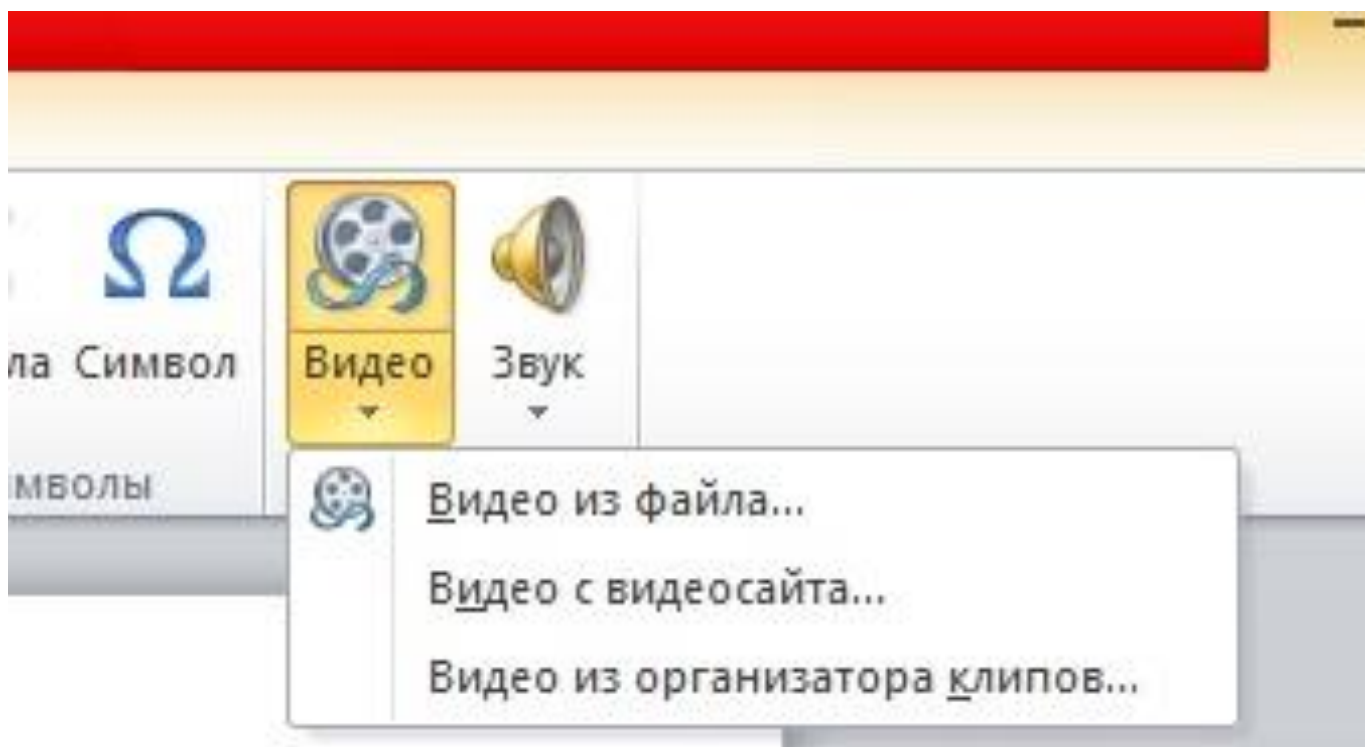 Ω
ла Символ
Видео
Звук
мволы
Видео из файла...
Видео с видеосайта...
Видео из организатора клипов...